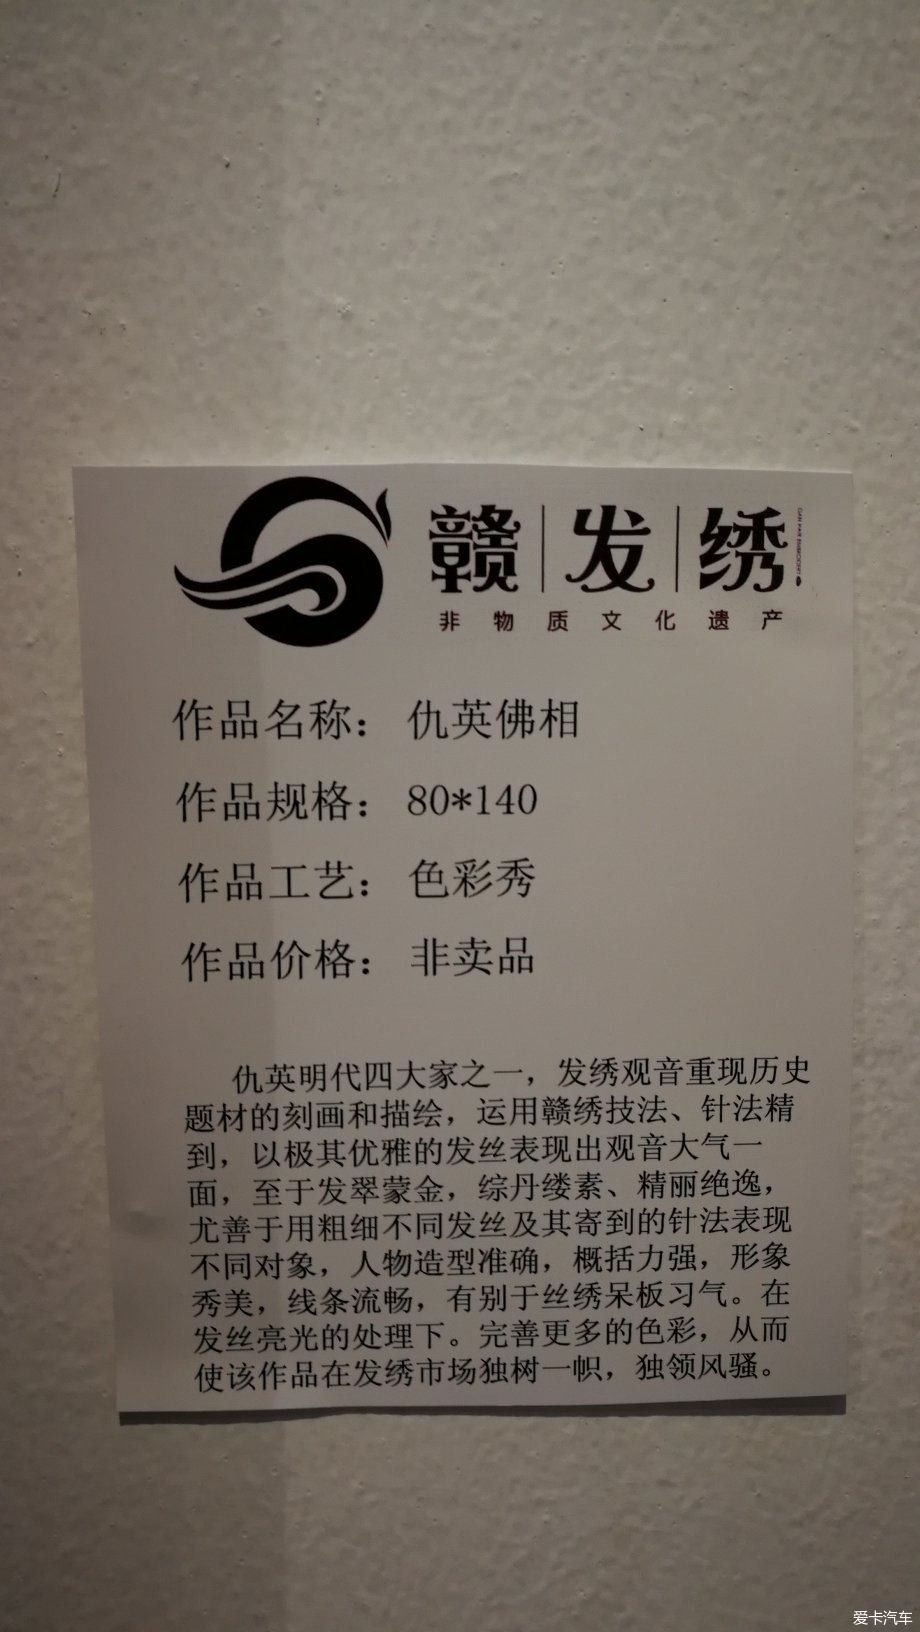 赣发绣
非物质文化遗产
作品名称：仇英佛相
作品规格：80*140
作品工艺：色彩秀
作品价格：非卖品
仇英明代四大家之一，发绣观音重现历史
题材的刻画和描绘，运用赣绣技法、针法精
到，以极其优雅的发丝表现出观音大气一
面，至于发翠蒙金，综丹缕素、精丽绝逸，
尤善于用粗细不同发丝及其寄到的针法表现
不同对象，人物造型准确，概括力强，形象
秀美，线条流畅，有别于丝绣呆板习气。在
发丝亮光的处理下。完善更多的色彩，从而
使该作品在发绣市场独树一帜，独领风骚。
爱卡汽车